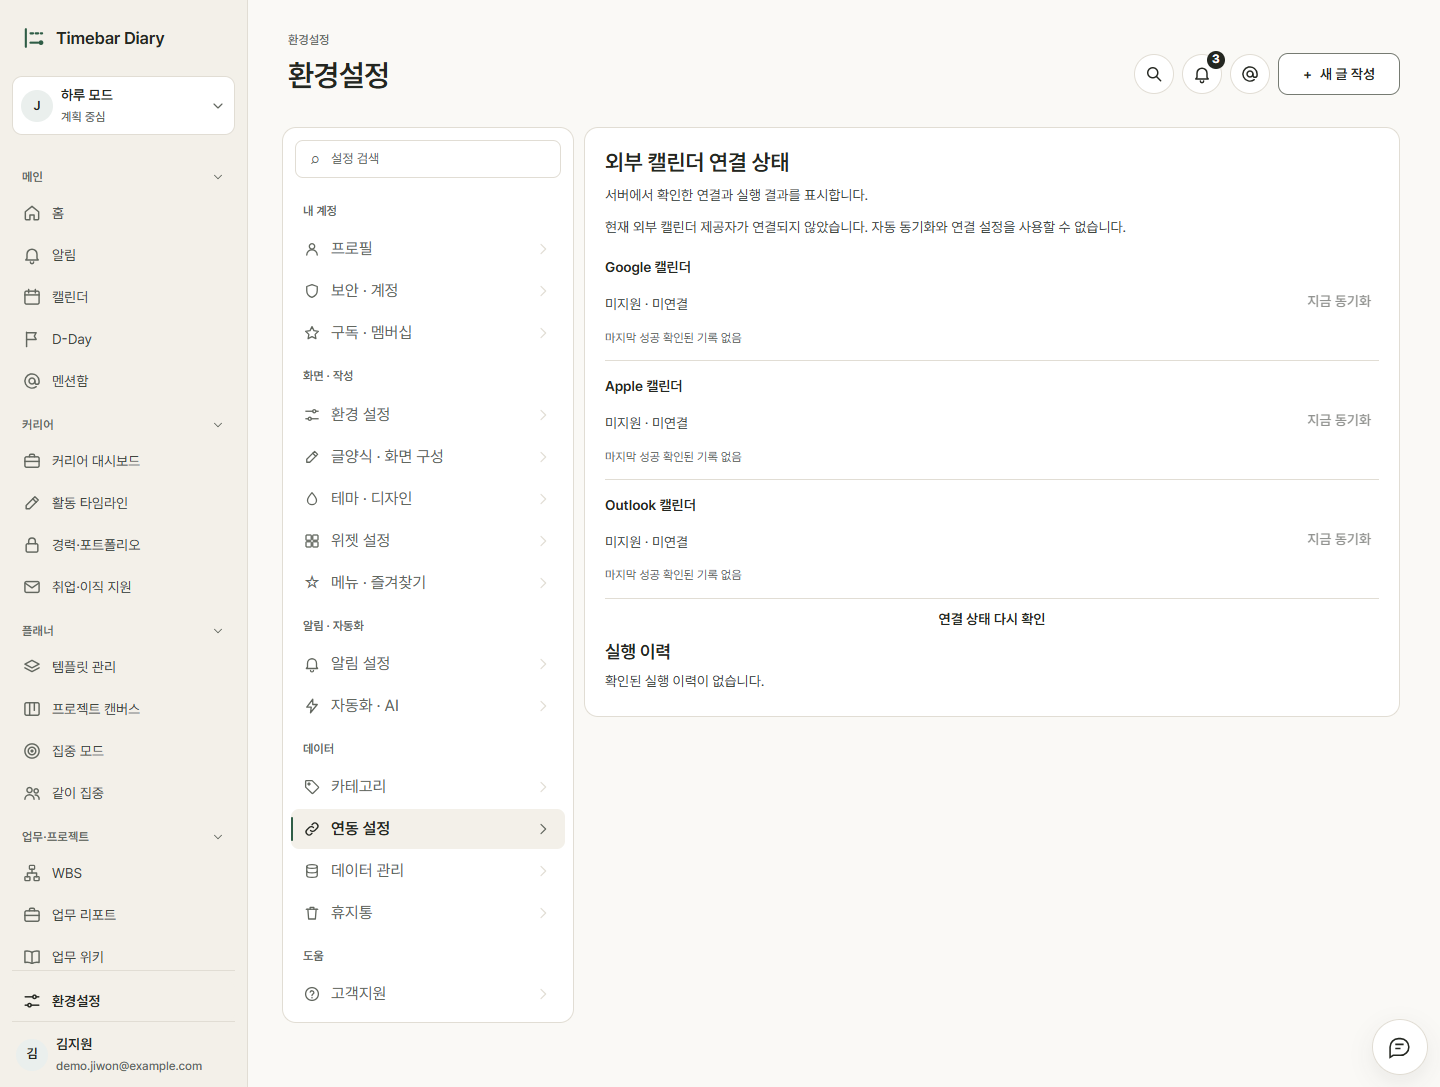 Timebar Diary
J
하루 모드
계획 중심
메인
홈
알림
캘린더
D-Day
멘션함
커리어
커리어 대시보드
활동 타임라인
경력·포트폴리오
취업·이직 지원
플래너
템플릿 관리
프로젝트 캔버스
집중 모드
같이 집중
업무·프로젝트
WBS
업무 리포트
업무 위키
환경설정
김
김지원
demo.jiwon@example.com
환경설정
환경설정
3
+ 새 글 작성
설정 검색
내 계정
프로필
보안 · 계정
구독 · 멤버십
화면 · 작성
환경 설정
글양식 · 화면 구성
테마 · 디자인
위젯 설정
메뉴 · 즐겨찾기
알림 · 자동화
알림 설정
자동화 · AI
데이터
카테고리
연동 설정
데이터 관리
휴지통
도움
고객지원
외부 캘린더 연결 상태
서버에서 확인한 연결과 실행 결과를 표시합니다.
현재 외부 캘린더 제공자가 연결되지 않았습니다. 자동 동기화와 연결 설정을 사용할 수 없습니다.
Google 캘린더
미지원 · 미연결
지금 동기화
마지막 성공 확인된 기록 없음
Apple 캘린더
미지원 · 미연결
지금 동기화
마지막 성공 확인된 기록 없음
Outlook 캘린더
미지원 · 미연결
지금 동기화
마지막 성공 확인된 기록 없음
연결 상태 다시 확인
실행 이력
확인된 실행 이력이 없습니다.